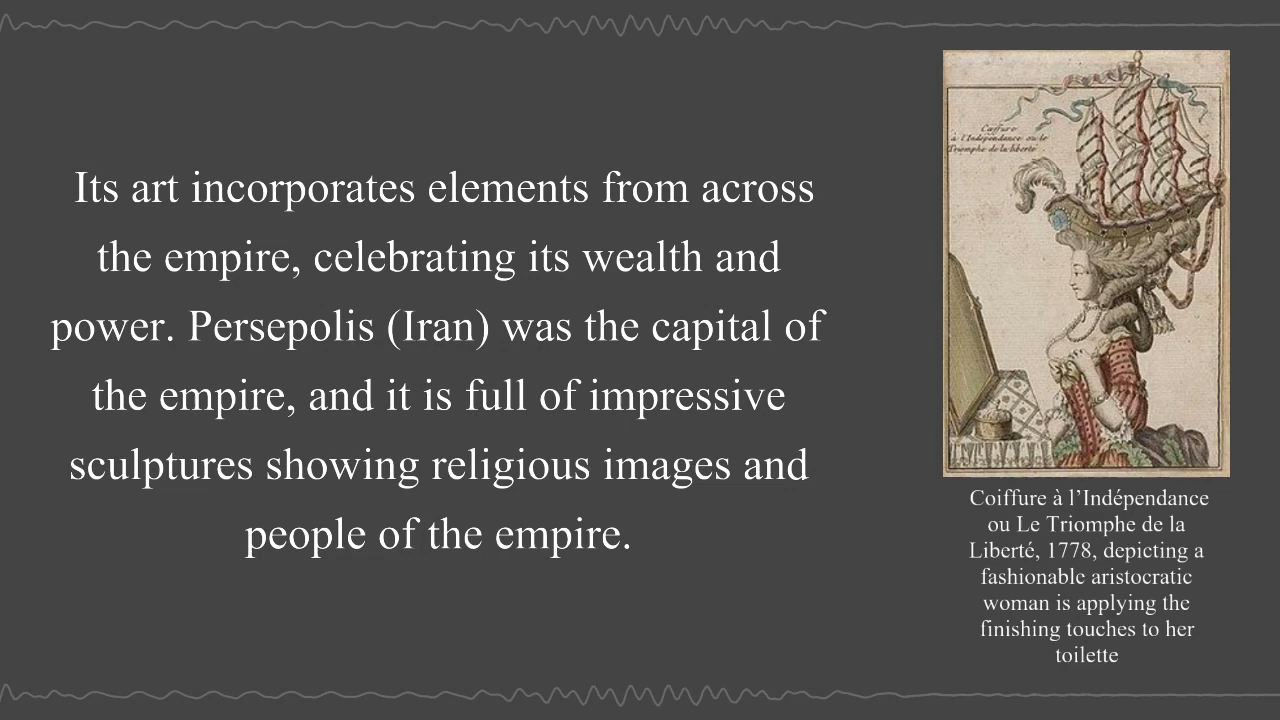 Its art incorporates elements from across
the empire, celebrating its wealth and
power. Persepolis (Iran) was the capital of
the empire, and it is full of impressive
sculptures showing religious images and
people of the empire.
Coiffure
à l'Indépendance ou le
Triomphe de la liberté.
Coiffure à l’Indépendance
ou Le Triomphe de la
Liberté, 1778, depicting a
fashionable aristocratic
woman is applying the
finishing touches to her
toilette